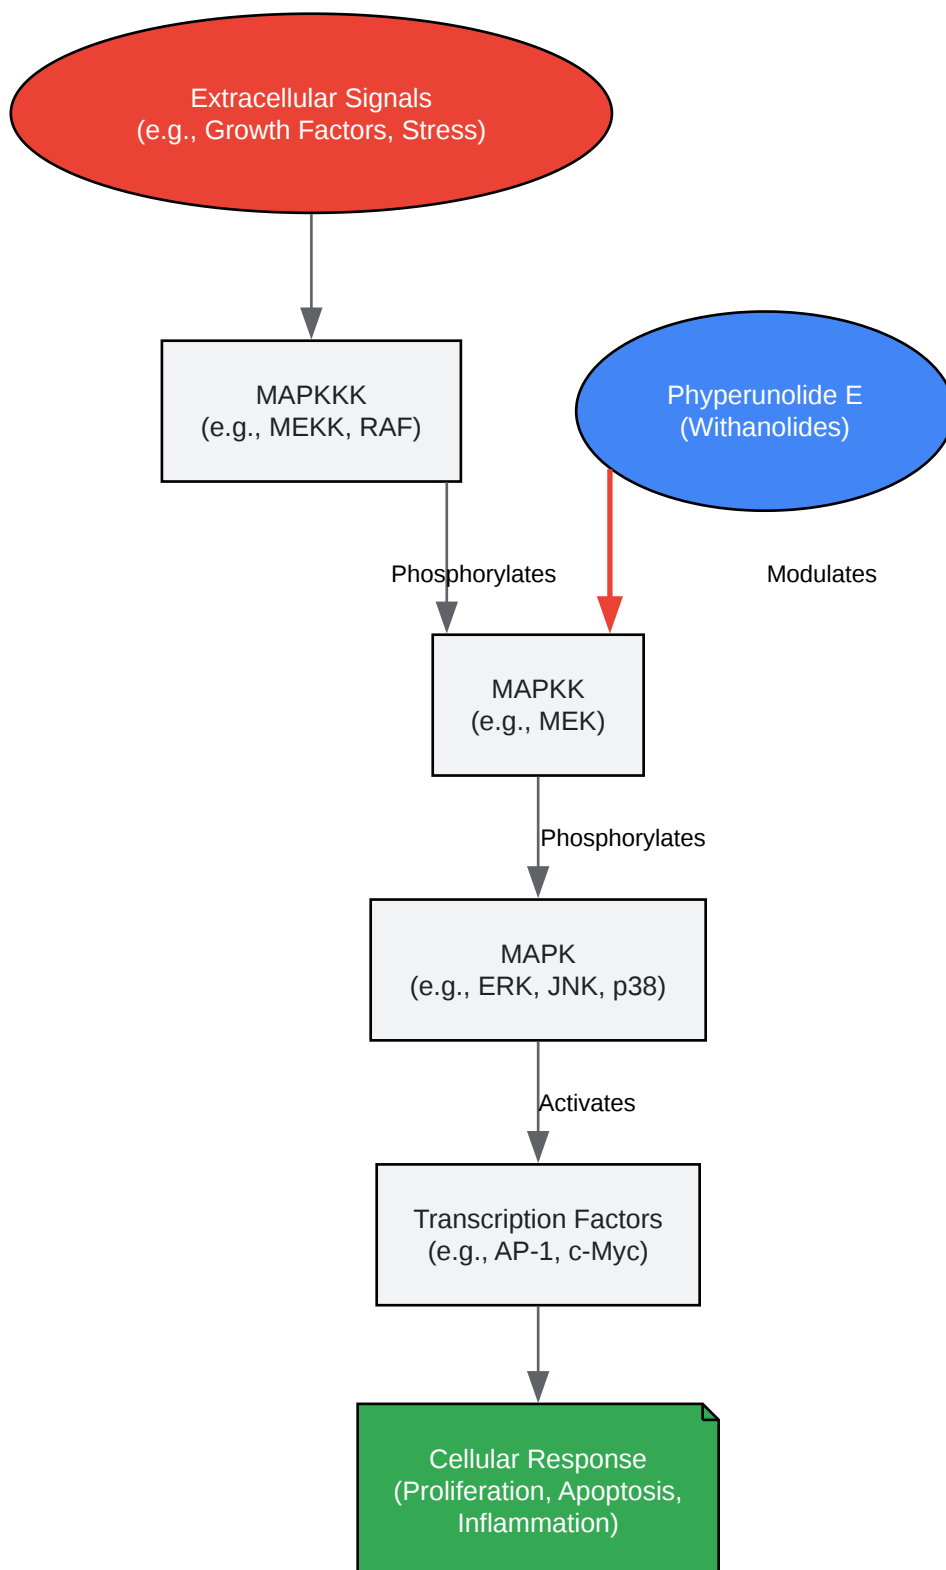 Extracellular Signals
(e.g., Growth Factors, Stress)
MAPKKK
(e.g., MEKK, RAF)
Phyperunolide E
(Withanolides)
Phosphorylates
Modulates
MAPKK
(e.g., MEK)
Phosphorylates
MAPK
(e.g., ERK, JNK, p38)
Activates
Transcription Factors
(e.g., AP-1, c-Myc)
Cellular Response
(Proliferation, Apoptosis,
Inflammation)